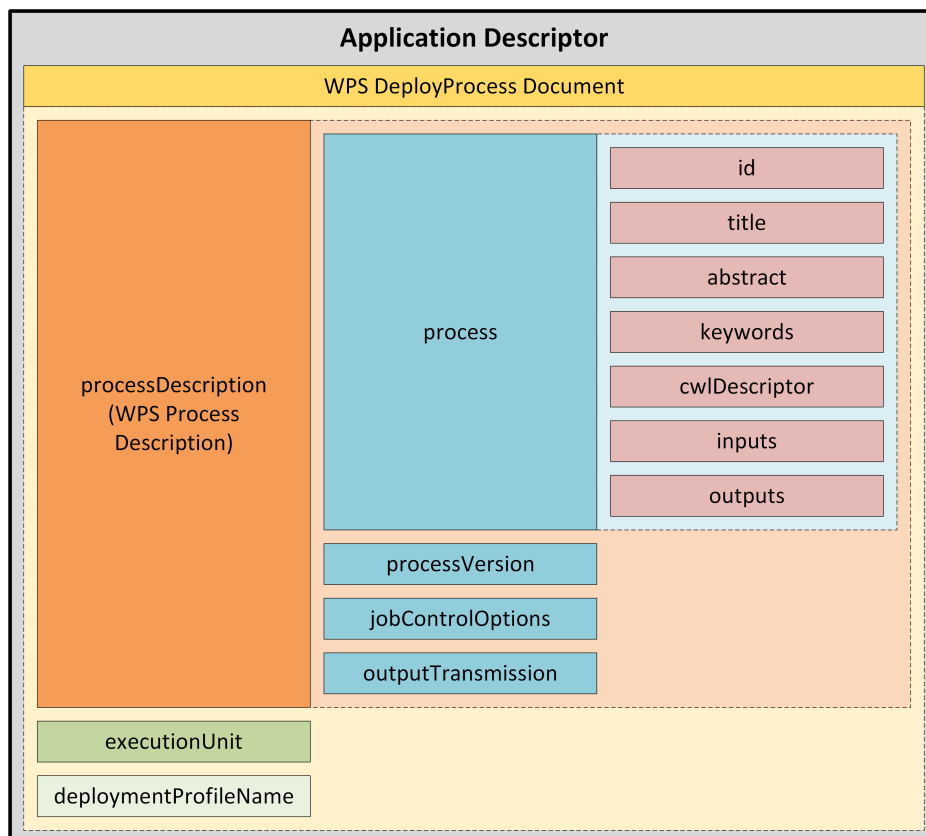 Application Descriptor
WPS DeployProcess Document
processDescription
(WPS Process
Description)
process
id
title
abstract
keywords
cwlDescriptor
inputs
outputs
processVersion
jobControlOptions
outputTransmission
executionUnit
deploymentProfileName